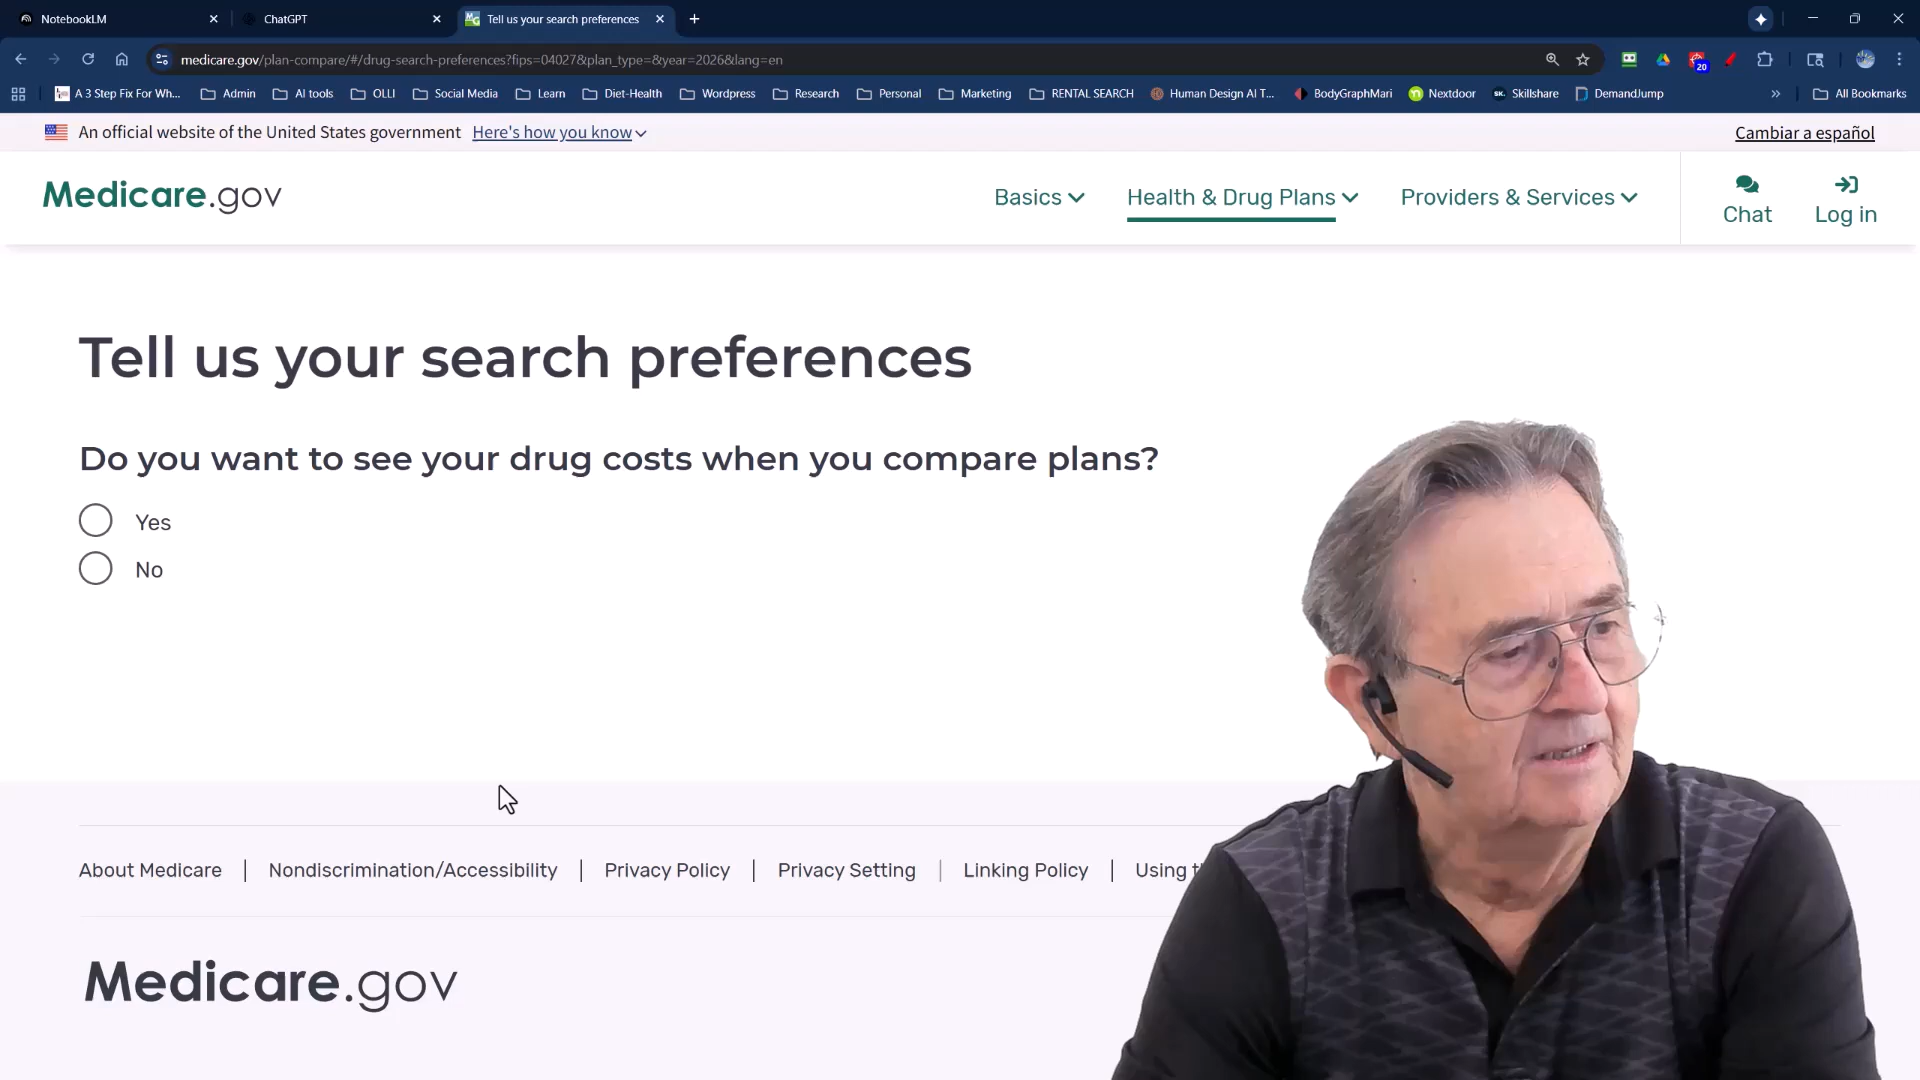 NotebookLM
ChatGPT
Tell us your search preferences
medicare.gov/plan-compare/#/drug-search-preferences?fips=04027&plan_type=&year=2026&lang=en
20
A 3 Step Fix For Wh...
Admin
AI tools
OLLI
Social Media
Learn
Diet-Health
Wordpress
Research
Personal
Marketing
RENTAL SEARCH
Human Design AI T...
BodyGraphMari
Nextdoor
SK.
Skillshare
DemandJump
»
All Bookmarks
An official website of the United States government Here's how you know
Cambiar a español
Medicare.gov
Basics
Health & Drug Plans
Providers & Services
Chat
Log in
Tell us your search preferences
Do you want to see your drug costs when you compare plans?
Yes
No
About Medicare | Nondiscrimination/Accessibility | Privacy Policy | Privacy Setting | Linking Policy | Using
Medicare.gov